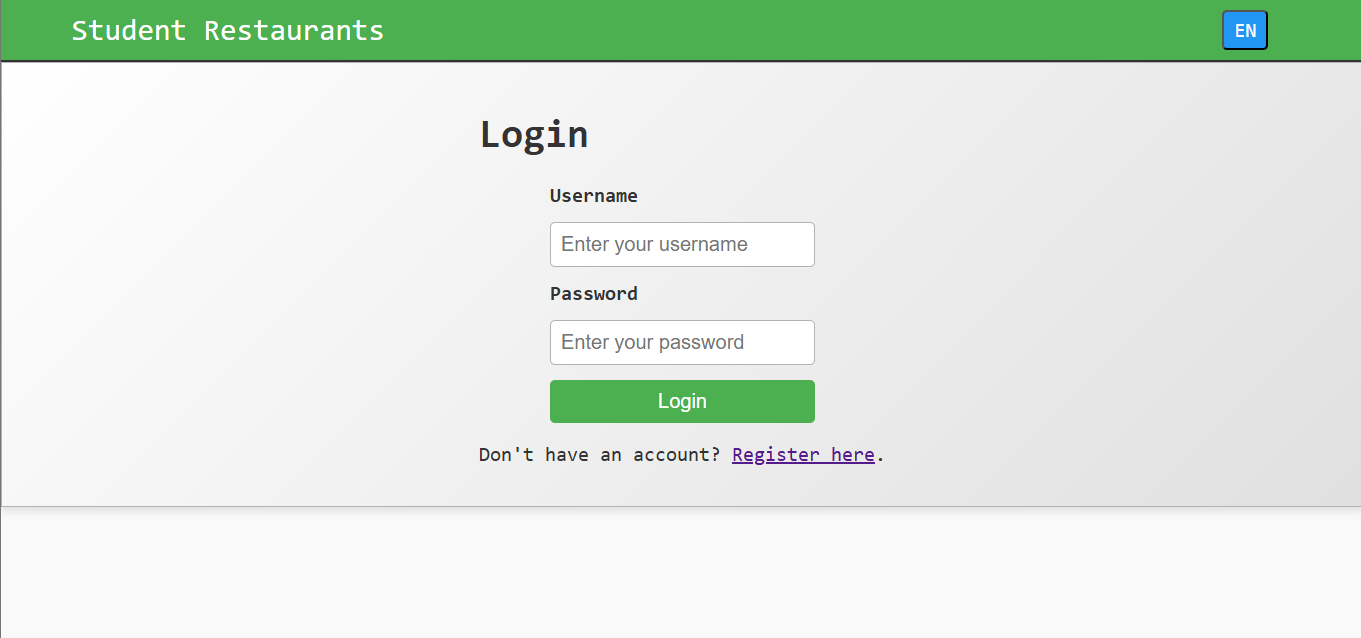 Student Restaurants EN
Login
Username
Enter your username
Password
Enter your password
Login
Don't have an account? Register here.